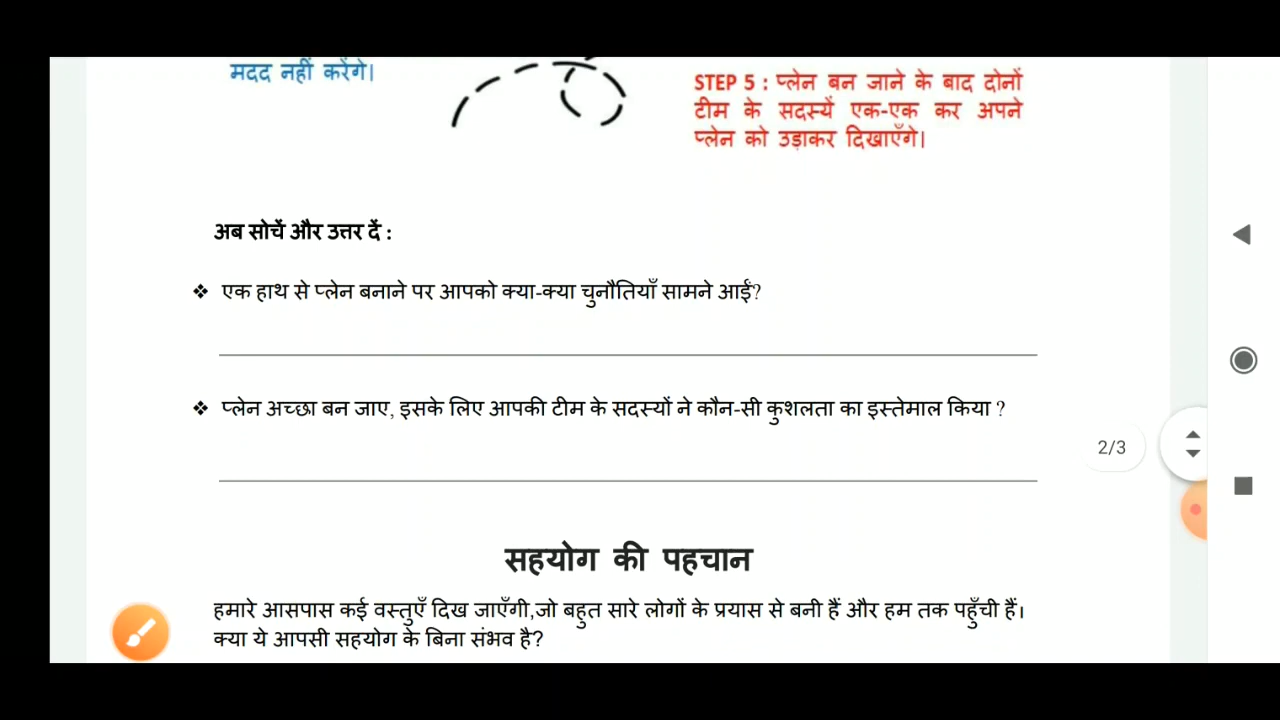 मदद नहीं करेंगे।
STEP 5 : प्लेन बन जाने के बाद दोनों
टीम के सदस्यें एक-एक कर अपने
प्लेन को उड़ाकर दिखाएँगे।
अब सोचें और उत्तर दें :
❖ एक हाथ से प्लेन बनाने पर आपको क्या-क्या चुनौतियाँ सामने आईं?
❖ प्लेन अच्छा बन जाए, इसके लिए आपकी टीम के सदस्यों ने कौन-सी कुशलता का इस्तेमाल किया ?
2/3
सहयोग की पहचान
हमारे आसपास कई वस्तुएँ दिख जाएँगी,जो बहुत सारे लोगों के प्रयास से बनी हैं और हम तक पहुँची हैं।
क्या ये आपसी सहयोग के बिना संभव है?